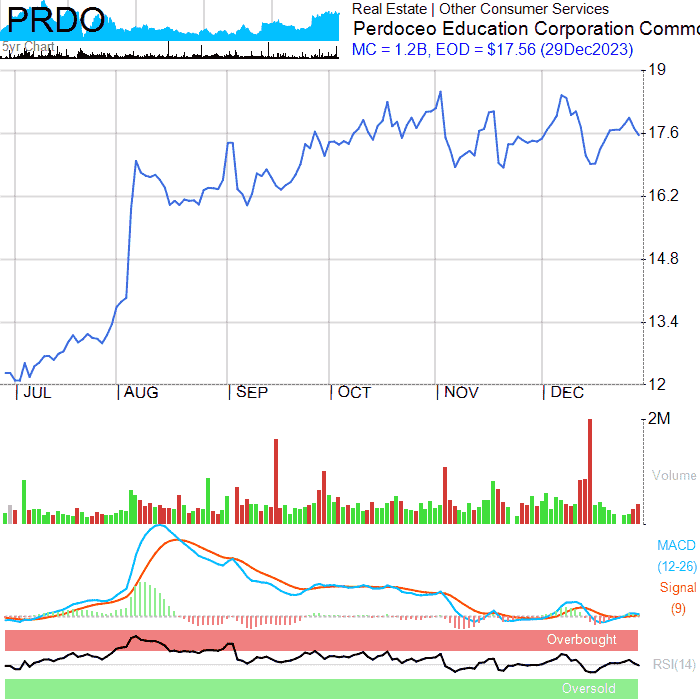 PRDO
5yr Chart
Real Estate | Other Consumer Services
Perdoceo Education Corporation Commo
MC = 1.2B, EOD = $17.56 (29Dec2023)
19
17.6
16.2
14.8
13.4
12
JUL AUG SEP OCT NOV DEC
2M
Volume
MACD
(12-26)
Signal
(9)
Overbought
RSI(14)
Oversold